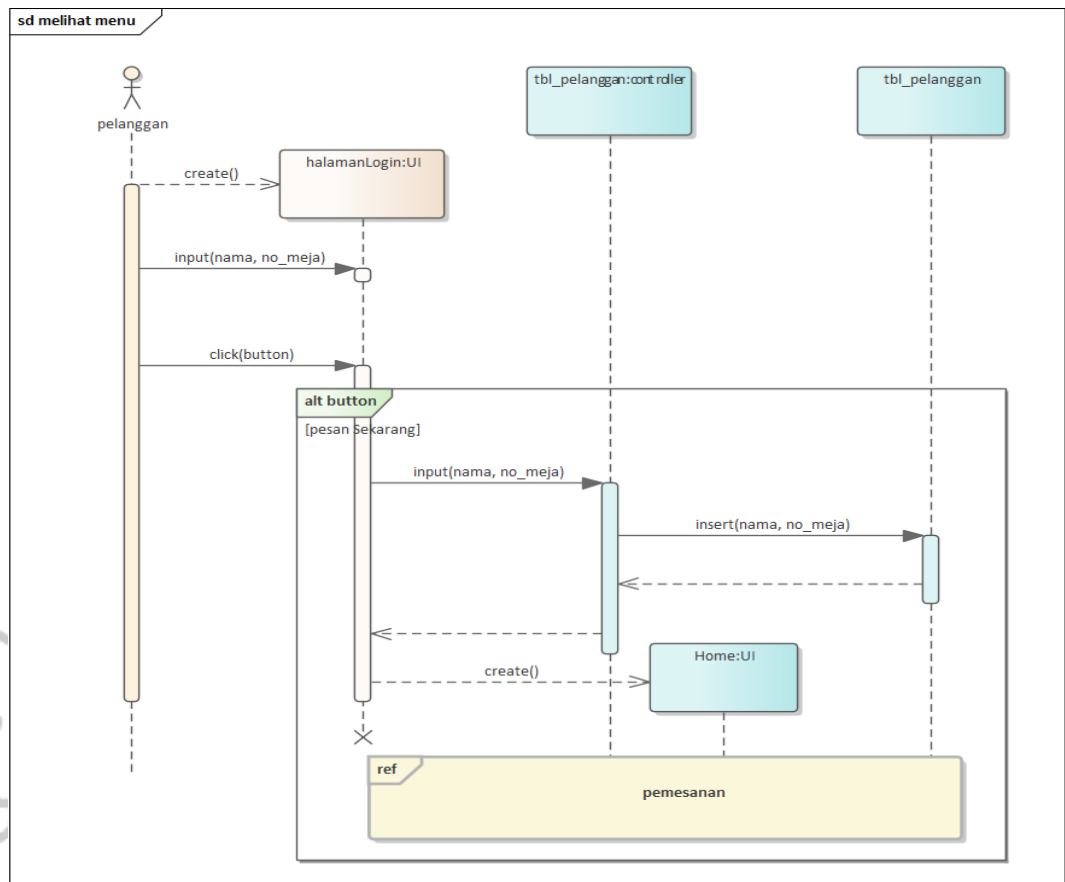 sd melihat menu
pelanggan
tbl_pelanggan:controller
tbl_pelanggan
halamanLogin:UI
create()
input(nama, no_meja)
click(button)
alt button
[pesan Sekarang]
input(nama, no_meja)
insert(nama, no_meja)
Home:UI
create()
ref
pemesanan